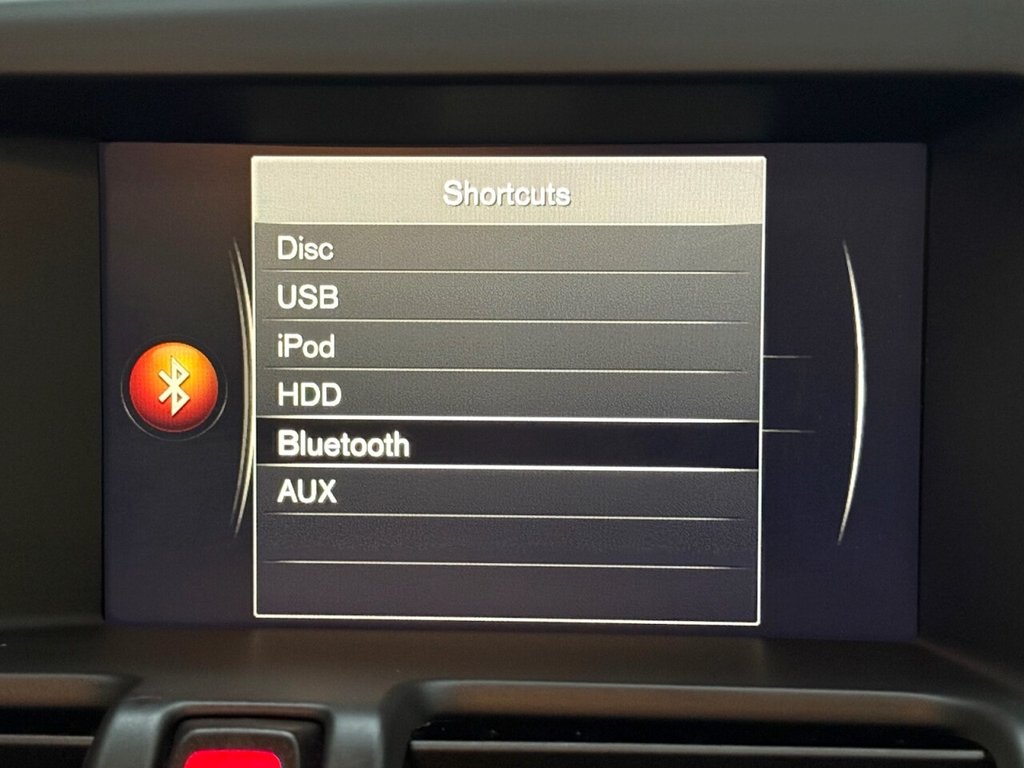 Shortcuts
Disc
USB
iPod
HDD
Bluetooth
AUX